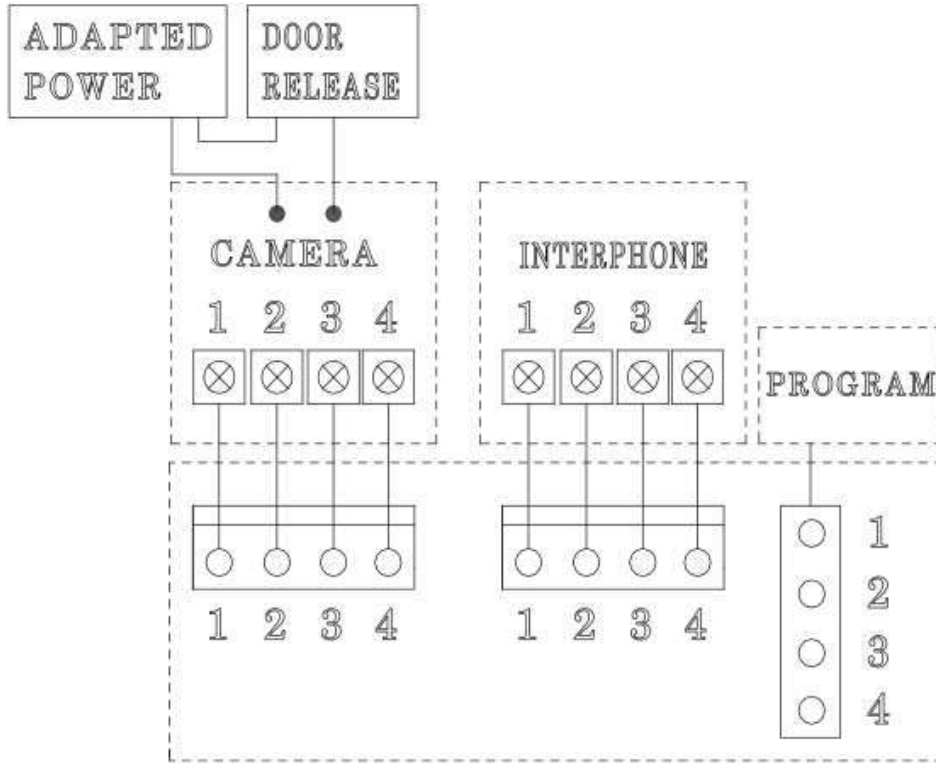 ADAPTED
POWER
DOOR
RELEASE
CAMERA
1 2 3 4
INTERPHONE
1 2 3 4
PROGRAM
1 2 3 4
1 2 3 4
1
2
3
4